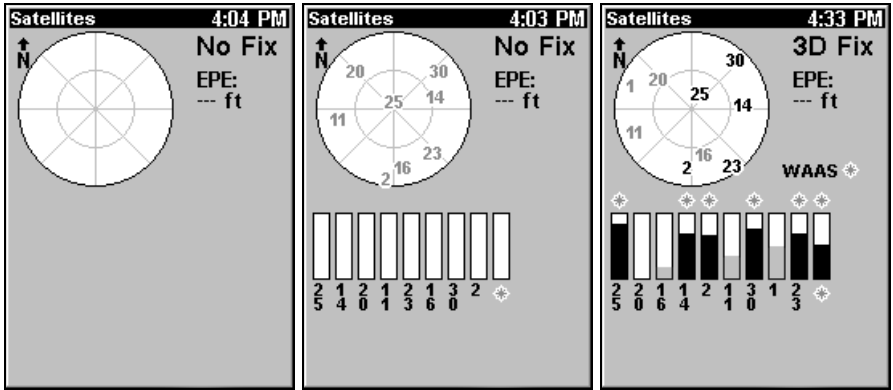 Satellites 4:04 PM
N
No Fix
EPE:
--- ft
Satellites 4:03 PM
N
No Fix
EPE:
--- ft
20
30
25
14
11
23
16
2
25 14 20 11 23 16 30 2
Satellites 4:33 PM
N
3D Fix
EPE:
--- ft
30
1
20
25
14
11
16
2
23
WAAS
25 20 16 14 2 11 30 1 23